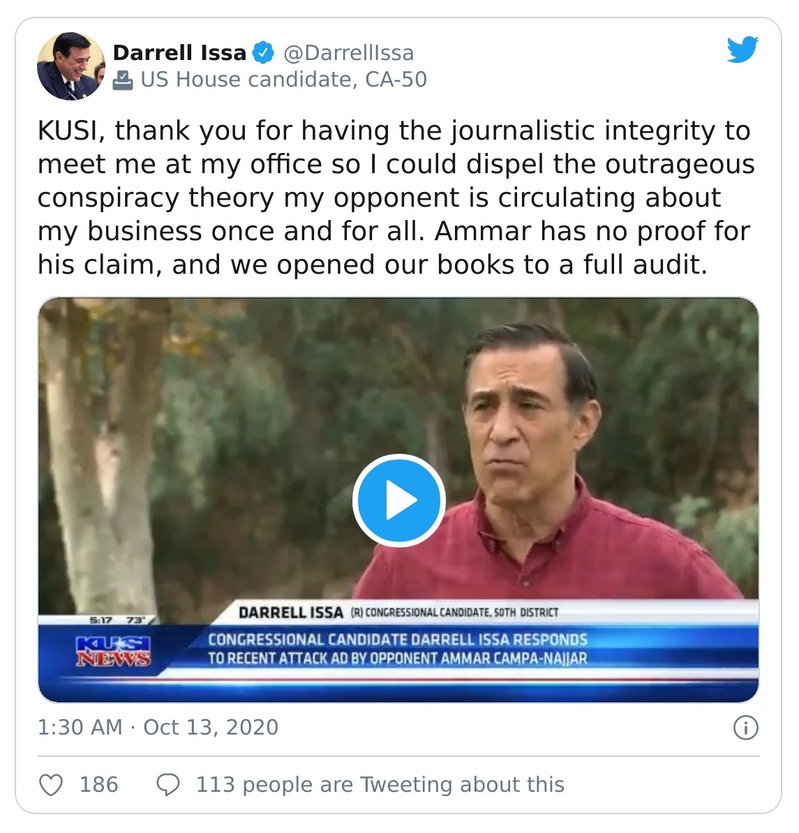 Darrell Issa @DarrellIssa
US House candidate, CA-50
KUSI, thank you for having the journalistic integrity to
meet me at my office so I could dispel the outrageous
conspiracy theory my opponent is circulating about
my business once and for all. Ammar has no proof for
his claim, and we opened our books to a full audit.
DARRELL ISSA (R) CONGRESSIONAL CANDIDATE, 50TH DISTRICT
5:17 73°
KUSI
NEWS
CONGRESSIONAL CANDIDATE DARRELL ISSA RESPONDS
TO RECENT ATTACK AD BY OPPONENT AMMAR CAMPA-NAJJAR
1:30 AM · Oct 13, 2020
186 113 people are Tweeting about this